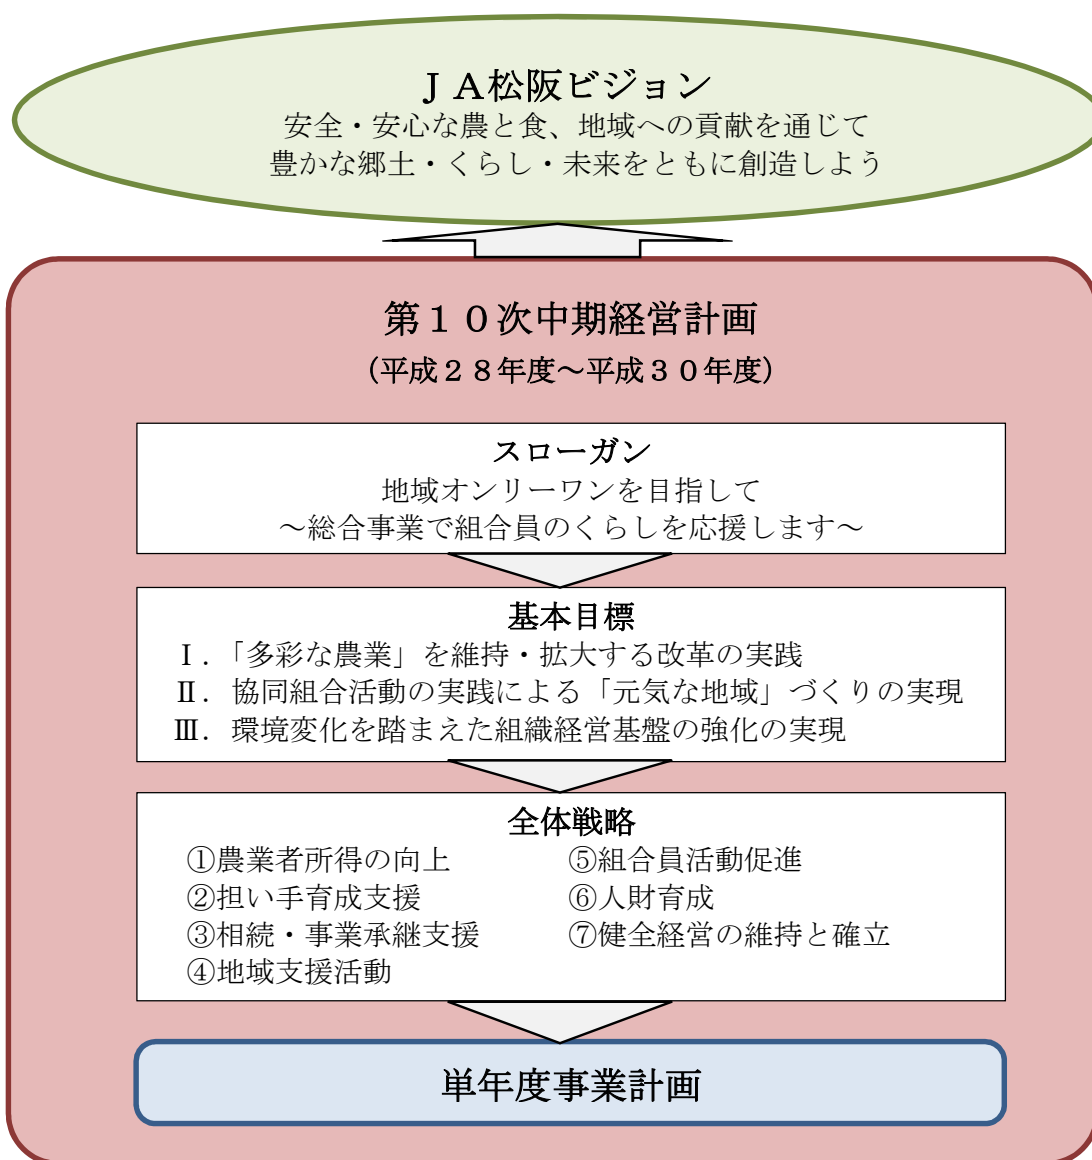 ＪＡ松阪ビジョン
安全・安心な農と食、地域への貢献を通じて
豊かな郷土・くらし・未来をともに創造しよう
第１０次中期経営計画
（平成２８年度～平成３０年度）
スローガン
地域オンリーワンを目指して
～総合事業で組合員のくらしを応援します～
基本目標
Ⅰ．「多彩な農業」を維持・拡大する改革の実践
Ⅱ．協同組合活動の実践による「元気な地域」づくりの実現
Ⅲ．環境変化を踏まえた組織経営基盤の強化の実現
全体戦略
①農業者所得の向上
②担い手育成支援
③相続・事業承継支援
④地域支援活動
⑤組合員活動促進
⑥人財育成
⑦健全経営の維持と確立
単年度事業計画